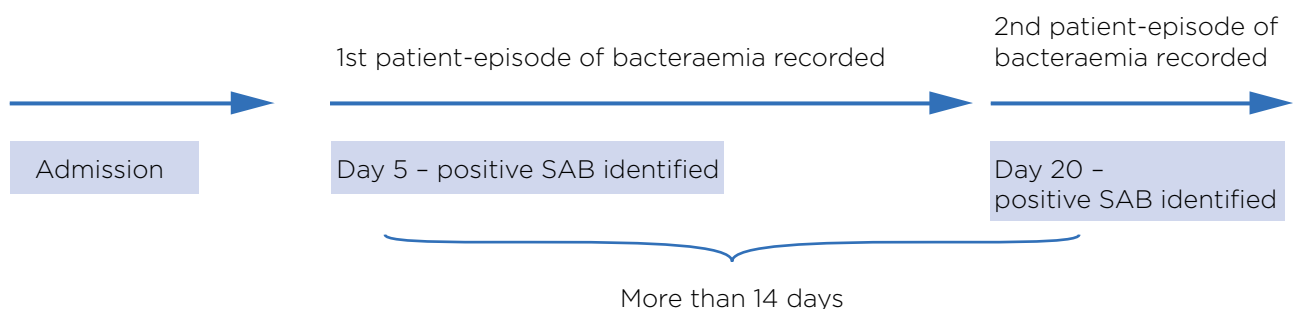 1st patient-episode of bacteraemia recorded
2nd patient-episode of
bacteraemia recorded
Admission
Day 5 – positive SAB identified
Day 20 –
positive SAB identified
More than 14 days